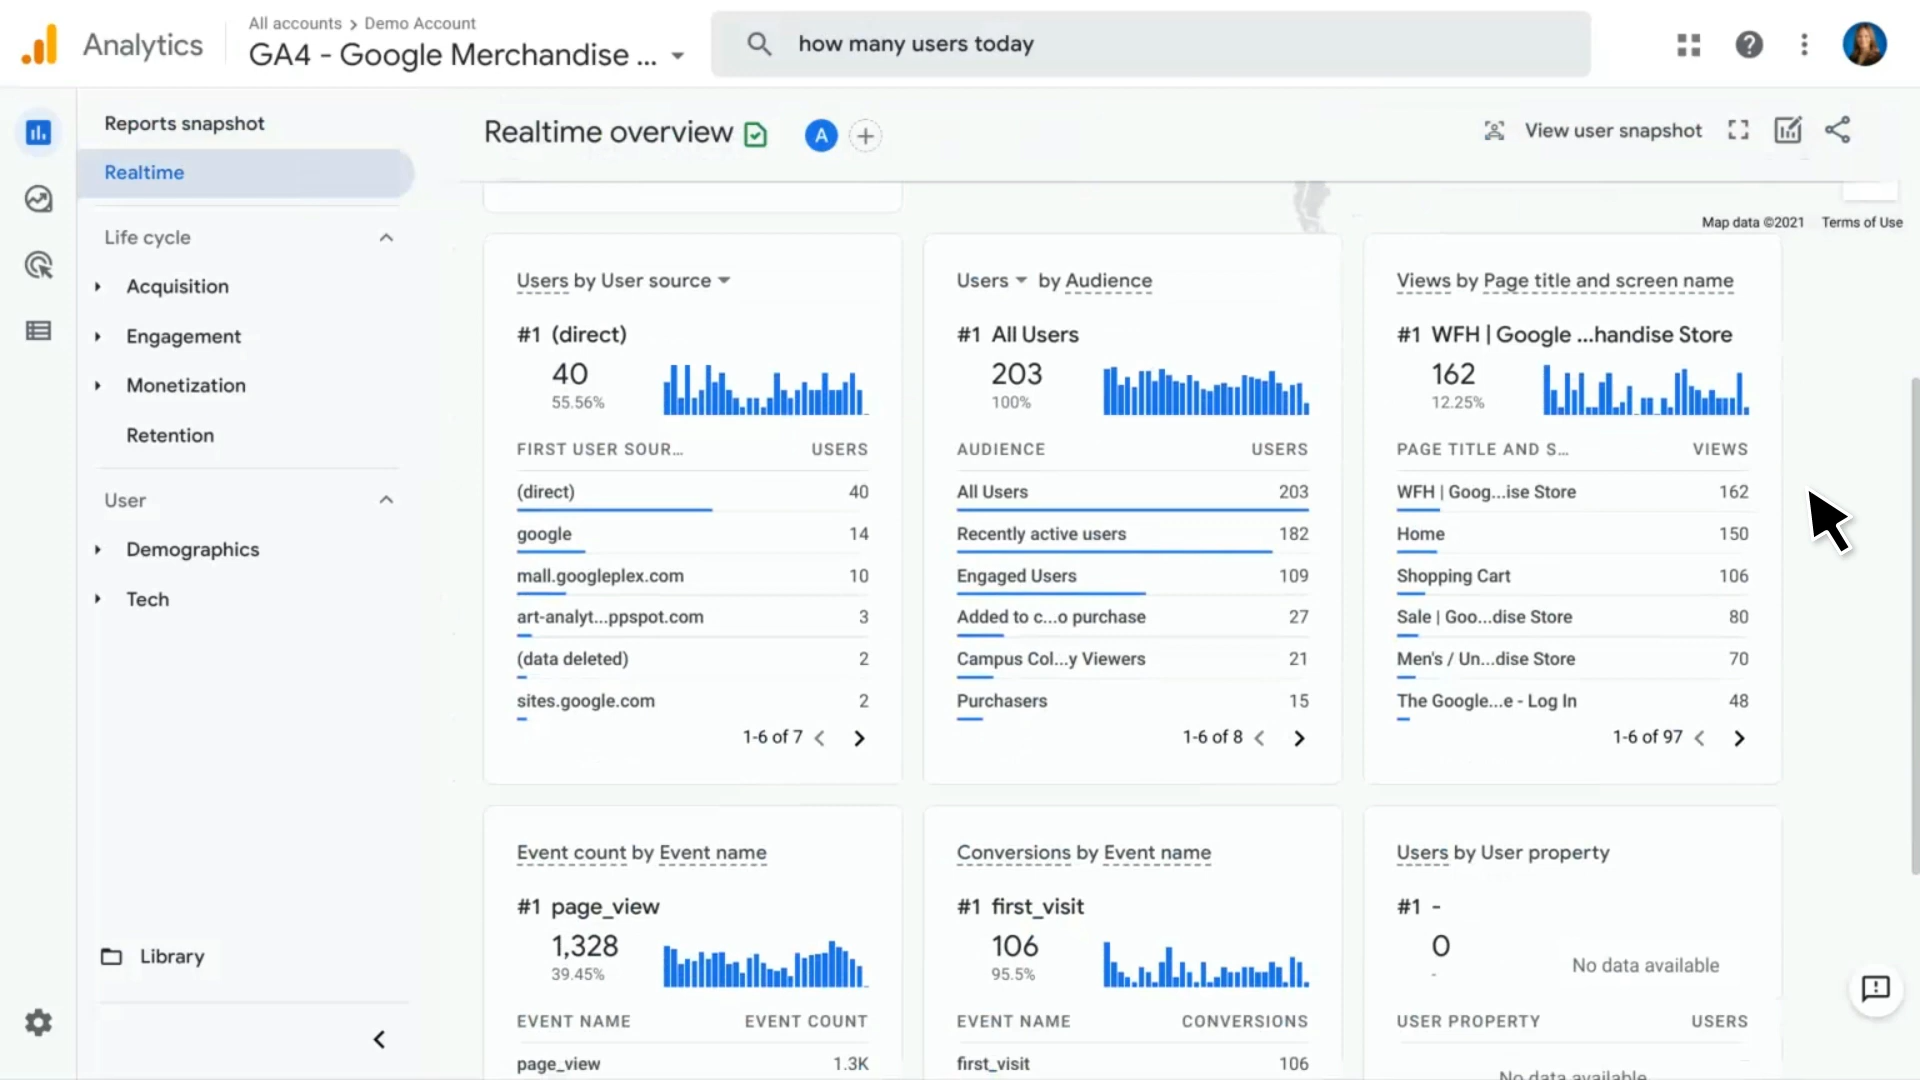 Analytics
All accounts > Demo Account
GA4 - Google Merchandise ...
how many users today
Reports snapshot
Realtime
Life cycle
Acquisition
Engagement
Monetization
Retention
User
Demographics
Tech
Library
Realtime overview
A
View user snapshot
Map data ©2021 Terms of Use
Users by User source
#1 (direct)
40
55.56%
FIRST USER SOUR... USERS
(direct) 40
google 14
mall.googleplex.com 10
art-analyt...ppspot.com 3
(data deleted) 2
sites.google.com 2
1-6 of 7
Users by Audience
#1 All Users
203
100%
AUDIENCE USERS
All Users 203
Recently active users 182
Engaged Users 109
Added to c...o purchase 27
Campus Col...y Viewers 21
Purchasers 15
1-6 of 8
Views by Page title and screen name
#1 WFH | Google ...handise Store
162
12.25%
PAGE TITLE AND S... VIEWS
WFH | Goog...ise Store 162
Home 150
Shopping Cart 106
Sale | Goo...dise Store 80
Men's / Un...dise Store 70
The Google...e - Log In 48
1-6 of 97
Event count by Event name
#1 page_view
1,328
39.45%
EVENT NAME EVENT COUNT
page_view 1.3K
Conversions by Event name
#1 first_visit
106
95.5%
EVENT NAME CONVERSIONS
first_visit 106
Users by User property
#1 -
0
-
No data available
USER PROPERTY USERS
No data available